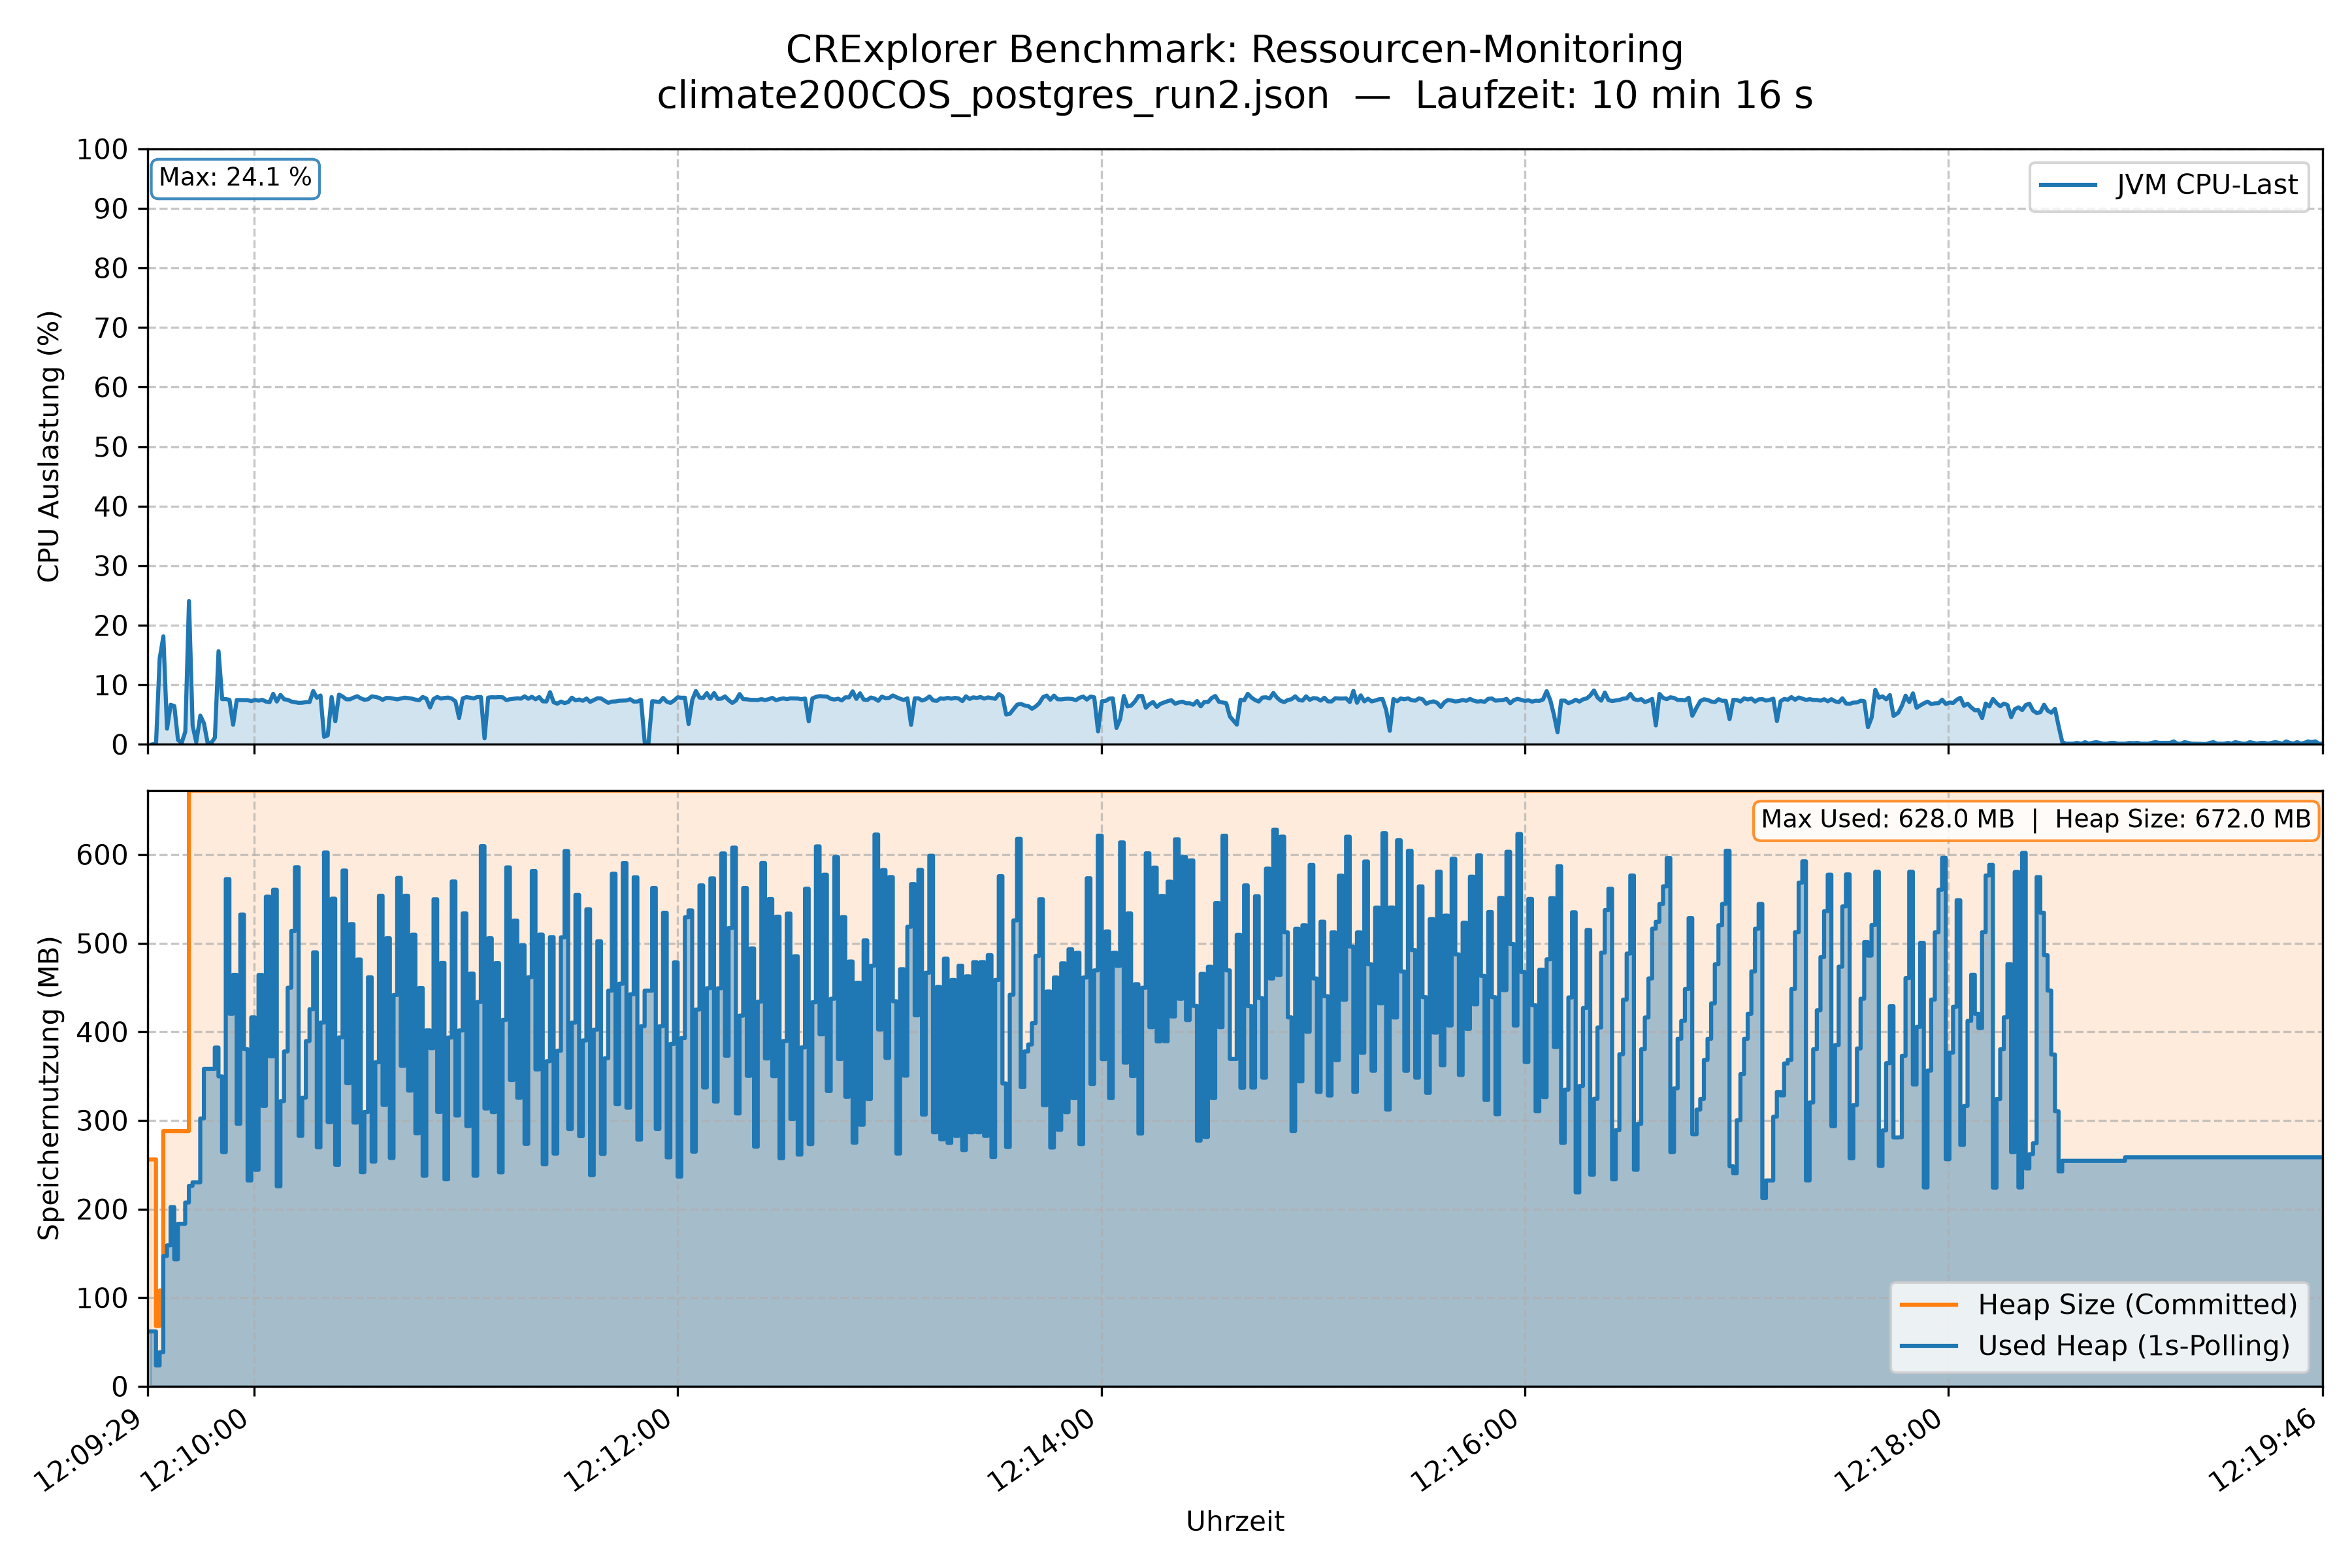 CRExplorer Benchmark: Ressourcen-Monitoring
climate200COS_postgres_run2.json — Laufzeit: 10 min 16 s
Max: 24.1 %
JVM CPU-Last
CPU Auslastung (%)
100
90
80
70
60
50
40
30
20
10
0
Max Used: 628.0 MB | Heap Size: 672.0 MB
Speichernutzung (MB)
600
500
400
300
200
100
0
Heap Size (Committed)
Used Heap (1s-Polling)
12:09:29
12:10:00
12:12:00
12:14:00
12:16:00
12:18:00
12:19:46
Uhrzeit